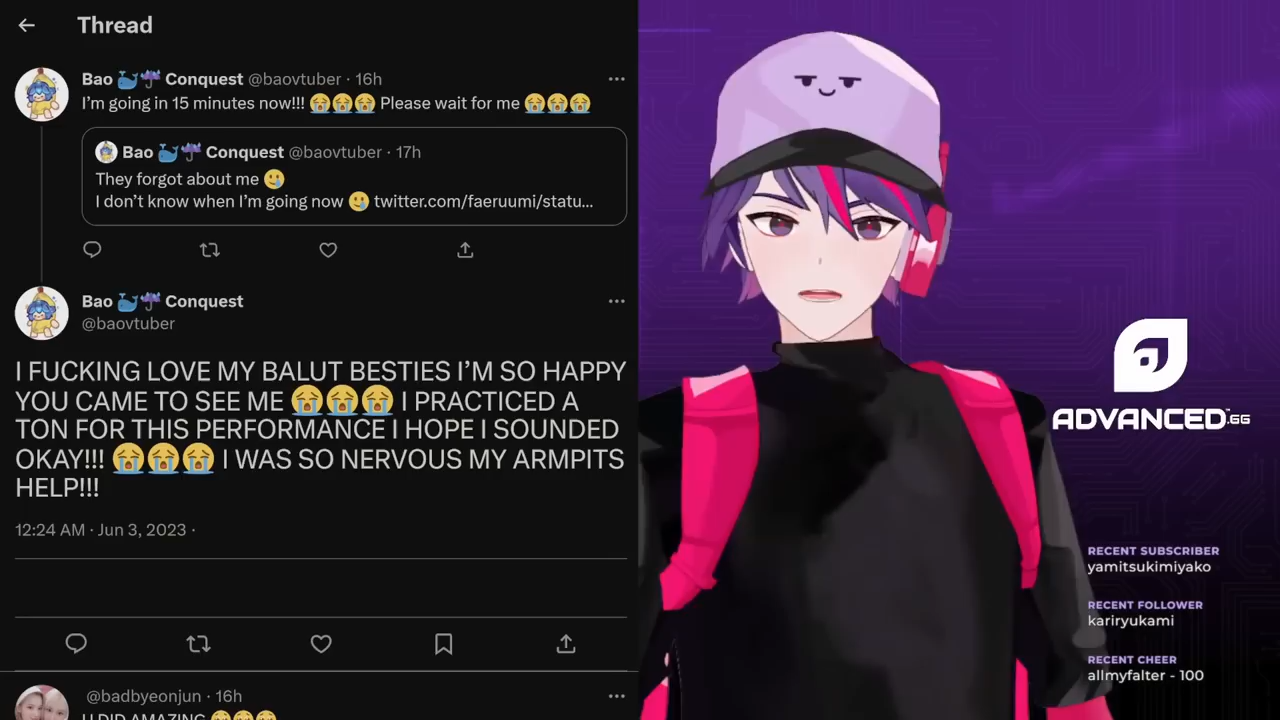 Thread
Bao 🐳☔ Conquest @baovtuber · 16h
I’m going in 15 minutes now!!! 😭😭😭 Please wait for me 😭😭😭
Bao 🐳☔ Conquest @baovtuber · 17h
They forgot about me 🥲
I don’t know when I’m going now 🥲 twitter.com/faeruumi/statu...
Bao 🐳☔ Conquest
@baovtuber
I FUCKING LOVE MY BALUT BESTIES I’M SO HAPPY
YOU CAME TO SEE ME 😭😭😭 I PRACTICED A
TON FOR THIS PERFORMANCE I HOPE I SOUNDED
OKAY!!! 😭😭😭 I WAS SO NERVOUS MY ARMPITS
HELP!!!
12:24 AM · Jun 3, 2023 ·
@badbyeonjun · 16h
U DID AMAZING 😭😭😭
ADVANCED™.GG
RECENT SUBSCRIBER
yamitsukimiyako
RECENT FOLLOWER
kariryukami
RECENT CHEER
allmyfalter - 100